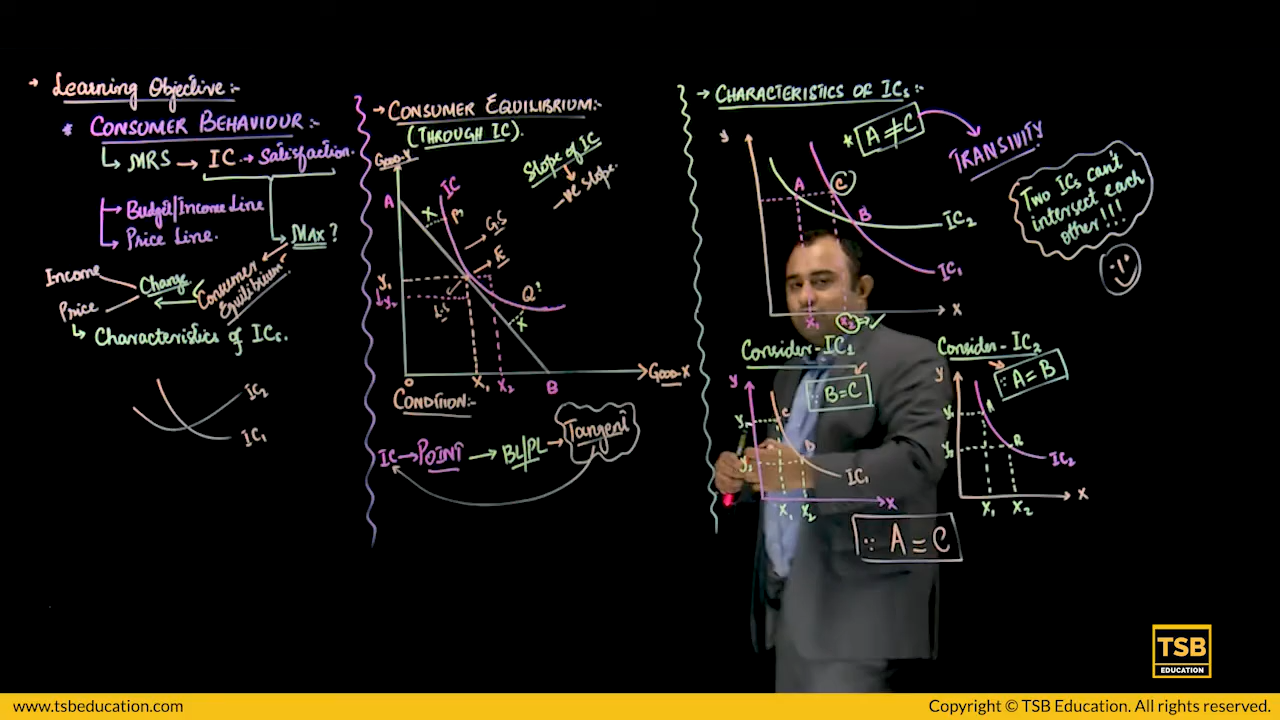 → Learning Objective:-
* CONSUMER BEHAVIOUR:-
↳ MRS → IC → Satisfaction.
→ Budget/Income Line
→ Price Line.
MAX?
Income
Price
Change
Consumer
Equilibrium
↳ Characteristics of ICs.
IC2
IC1
→ CONSUMER EQUILIBRIUM:-
(THROUGH IC).
Good-Y
Slope of IC
-ve slope
A
IC
X
P
G.S
Æ
Y1
Y2
L.S
Q
X
O
X1
X2
B
Good-X
CONDITION:-
IC → POINT → BL/PL → Tangent
→ CHARACTERISTICS OF ICs:-
* A ≠ C
TRANSIVITY
Two ICs can't
intersect each
other!!!
Y
A
C
B
IC2
IC1
X
X1
X2
Consider-IC1
∵ B=C
Y
C
IC1
X1
X2
X
Consider-IC2
∵ A=B
Y
A
B
IC2
X1
X2
X
∵ A=C
TSB
EDUCATION
www.tsbeducation.com
Copyright © TSB Education. All rights reserved.